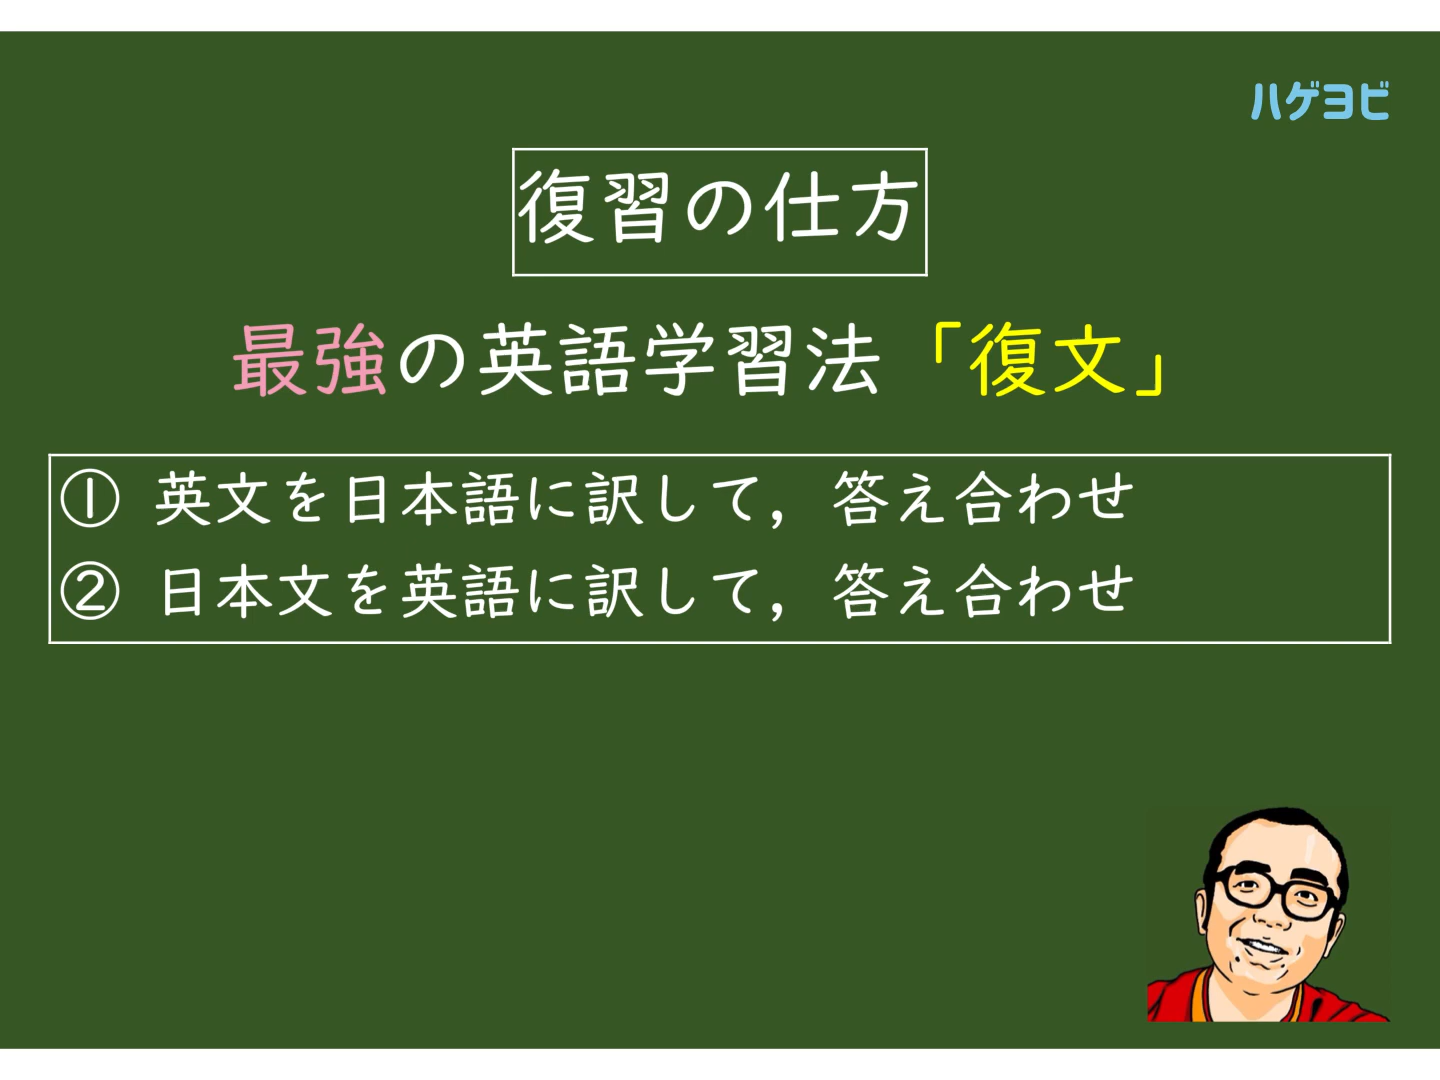 ハゲヨビ
復習の仕方
最強の英語学習法「復文」
① 英文を日本語に訳して，答え合わせ
② 日本文を英語に訳して，答え合わせ